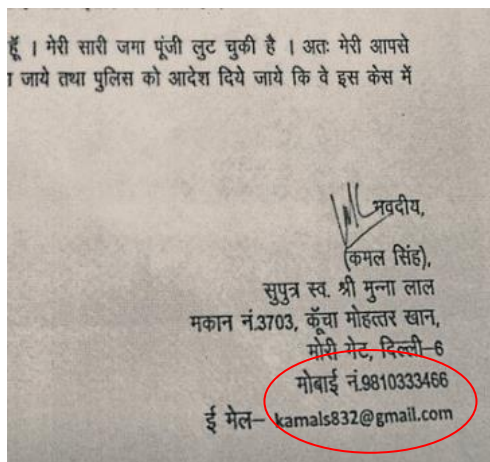 हूँ । मेरी सारी जमा पूंजी लुट चुकी है । अतः मेरी आपसे
जाये तथा पुलिस को आदेश दिये जाये कि वे इस केस में
भवदीय,
(कमल सिंह),
सुपुत्र स्व. श्री मुन्ना लाल
मकान नं.3703, कूँचा मोहत्तर खान,
मोरी गेट, दिल्ली-6
मोबाई नं.9810333466
ई मेल- kamals832@gmail.com